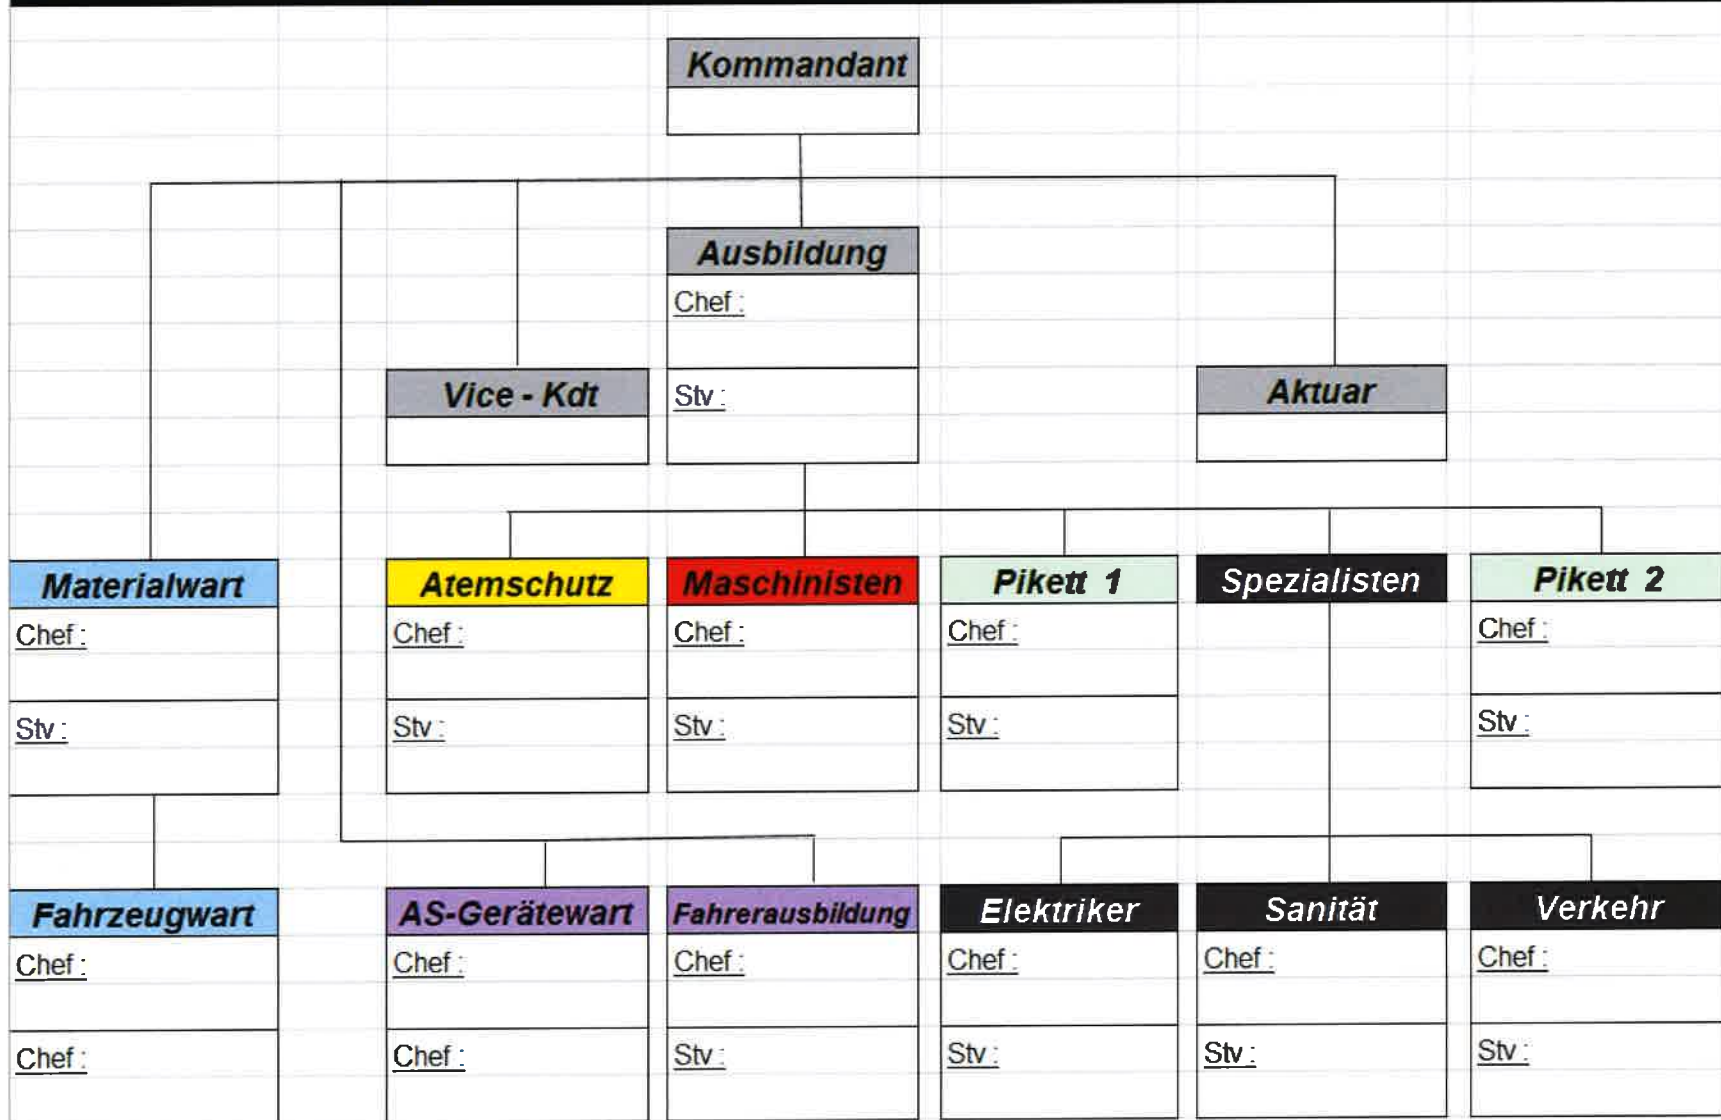 Kommandant
Ausbildung
Chef :
Stv :
Vice - Kdt
Aktuar
Materialwart
Chef :
Stv :
Atemschutz
Chef :
Stv :
Maschinisten
Chef :
Stv :
Pikett 1
Chef :
Stv :
Spezialisten
Pikett 2
Chef :
Stv :
Fahrzeugwart
Chef :
Chef :
AS-Gerätewart
Chef :
Chef :
Fahrerausbildung
Chef :
Stv :
Elektriker
Chef :
Stv :
Sanität
Chef :
Stv :
Verkehr
Chef :
Stv :